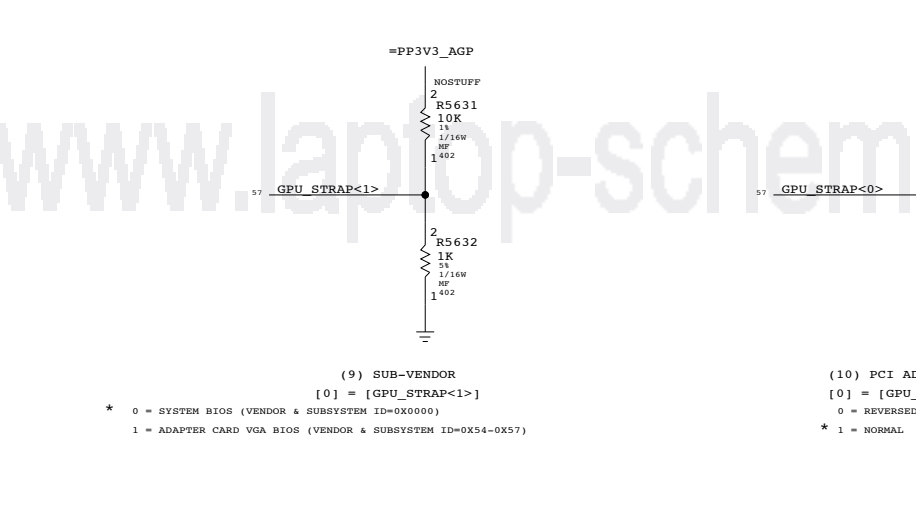 =PP3V3_AGP
NOSTUFF
2
R5631
10K
1%
1/16W
MF
402
1
57 GPU_STRAP<1>
57 GPU_STRAP<0>
www.laptop-schem
2
R5632
1K
5%
1/16W
MF
402
1
(9) SUB-VENDOR
[0] = [GPU_STRAP<1>]
* 0 = SYSTEM BIOS (VENDOR & SUBSYSTEM ID=0X0000)
1 = ADAPTER CARD VGA BIOS (VENDOR & SUBSYSTEM ID=0X54-0X57)
(10) PCI AD
[0] = [GPU_
0 = REVERSED
* 1 = NORMAL